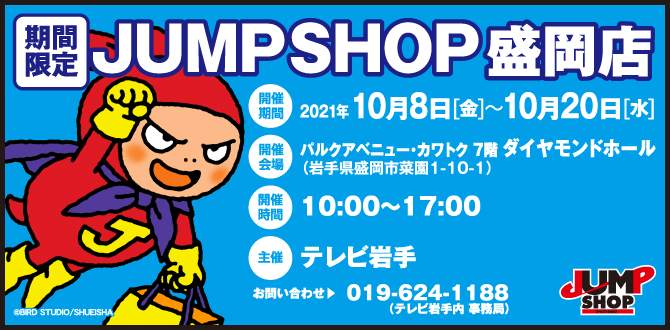 期間
限定
JUMP SHOP 盛岡店
開催
期間
2021年 10月8日[金]~10月20日[水]
開催
会場
パルクアベニュー・カワトク 7階 ダイヤモンドホール
(岩手県盛岡市菜園1-10-1)
開催
時間
10:00~17:00
主催
テレビ岩手
お問い合わせ▶ 019-624-1188
(テレビ岩手内 事務局)
J
JUMP
SHOP
©BIRD STUDIO/SHUEISHA